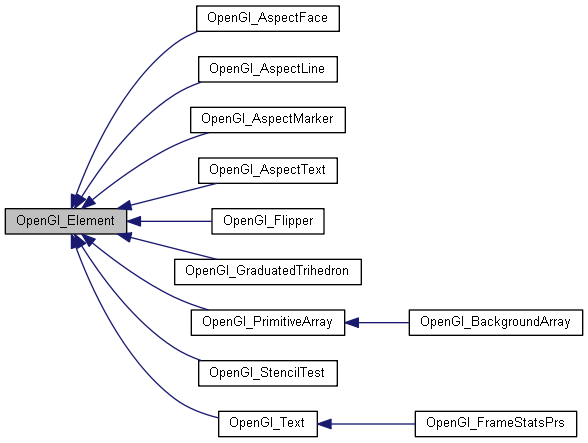 OpenGl_AspectFace
OpenGl_AspectLine
OpenGl_AspectMarker
OpenGl_AspectText
OpenGl_Element
OpenGl_Flipper
OpenGl_GraduatedTrihedron
OpenGl_PrimitiveArray
OpenGl_BackgroundArray
OpenGl_StencilTest
OpenGl_Text
OpenGl_FrameStatsPrs